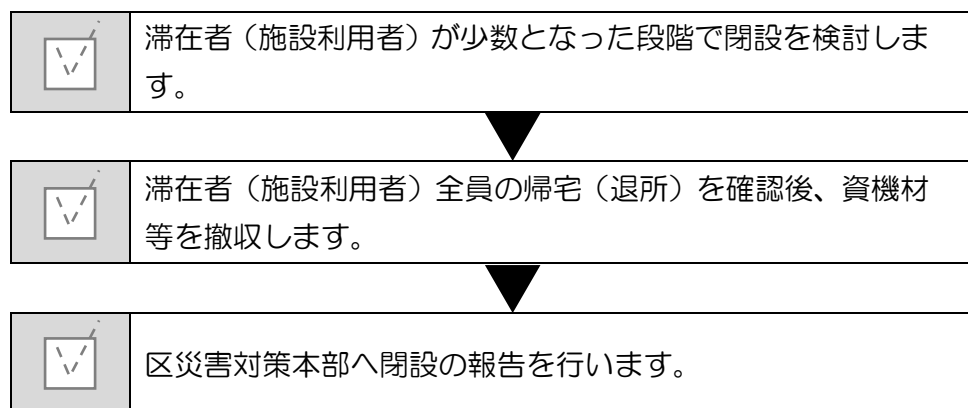 滞在者（施設利用者）が少数となった段階で閉設を検討しま
す。
滞在者（施設利用者）全員の帰宅（退所）を確認後、資機材
等を撤収します。
区災害対策本部へ閉設の報告を行います。